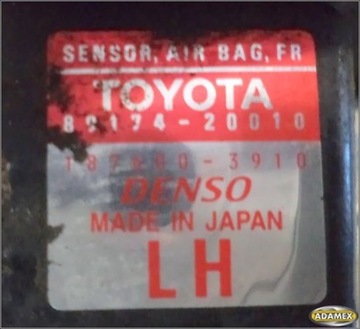 SENSOR, AIR BAG, FR
TOYOTA
89174-20010
DENSO
MADE IN JAPAN
LH
ADAMEX